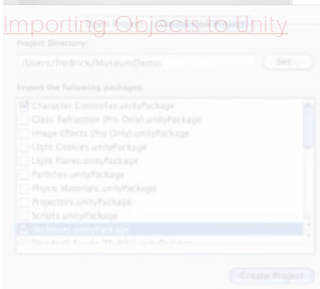 Importing Objects to Unity
Project Directory:
/Users/fredrick/MuseumDemo
Set...
Import the following packages:
Character Controller.unityPackage
Glass Refraction (Pro Only).unityPackage
Image Effects (Pro Only).unityPackage
Light Cookies.unityPackage
Light Flares.unityPackage
Particles.unityPackage
Physic Materials.unityPackage
Projectors.unityPackage
Scripts.unityPackage
Skyboxes.unityPackage
Create Project